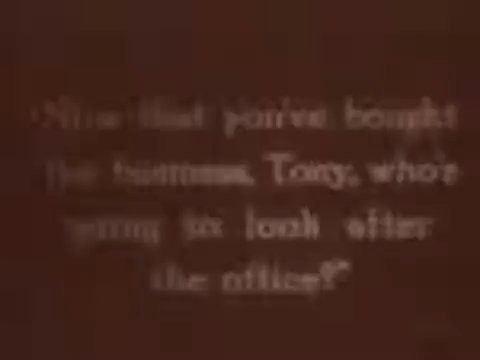 "Now that you've bought
the business, Tony, who's
going to look after
the office?"